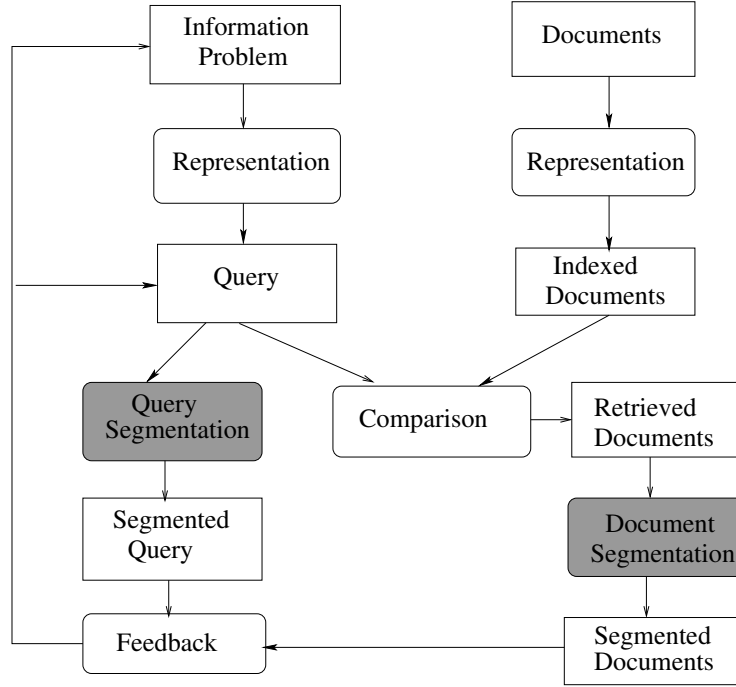 Information
Problem
Documents
Representation
Representation
Query
Indexed
Documents
Query
Segmentation
Comparison
Retrieved
Documents
Segmented
Query
Document
Segmentation
Feedback
Segmented
Documents